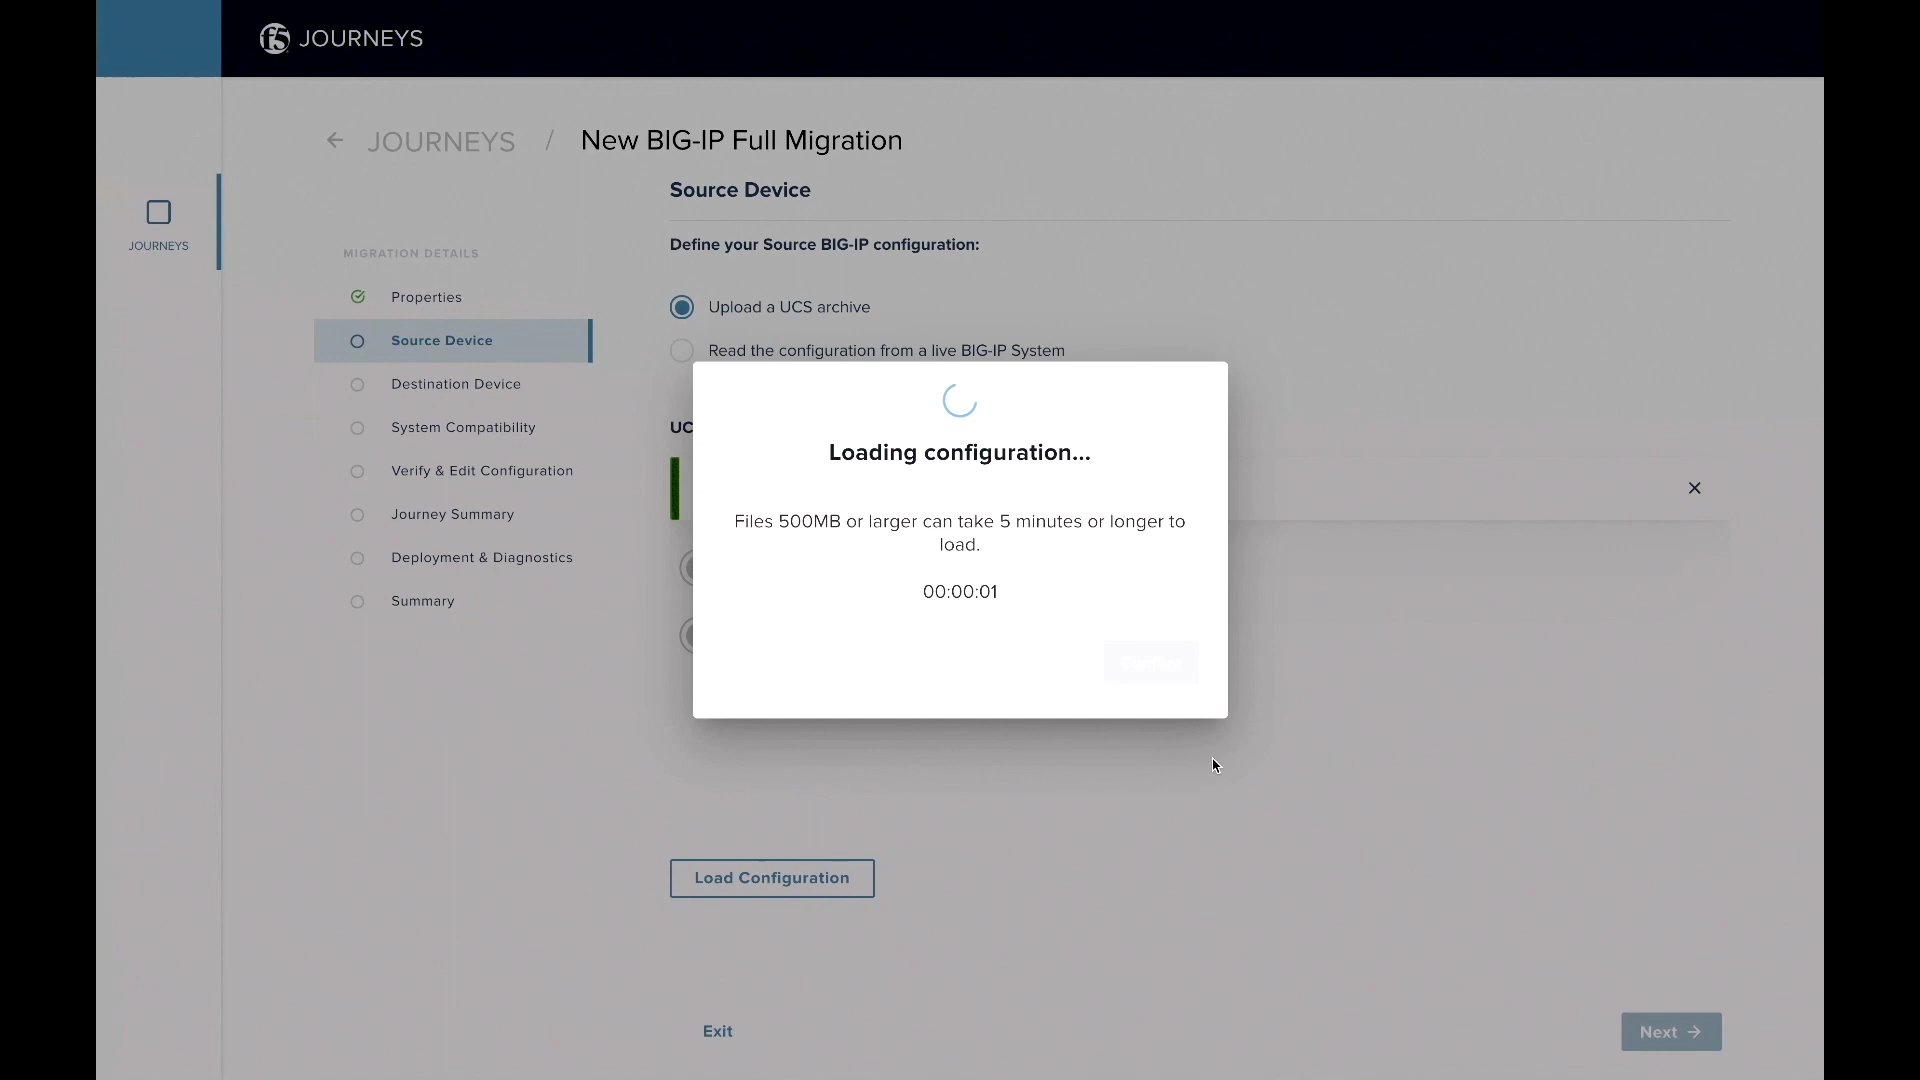 f5 JOURNEYS
← JOURNEYS / New BIG-IP Full Migration
JOURNEYS
MIGRATION DETAILS
Properties
Source Device
Destination Device
System Compatibility
Verify & Edit Configuration
Journey Summary
Deployment & Diagnostics
Summary
Source Device
Define your Source BIG-IP configuration:
Upload a UCS archive
Read the configuration from a live BIG-IP System
UC
Loading configuration...
Files 500MB or larger can take 5 minutes or longer to
load.
00:00:01
Load Configuration
Exit
Next →